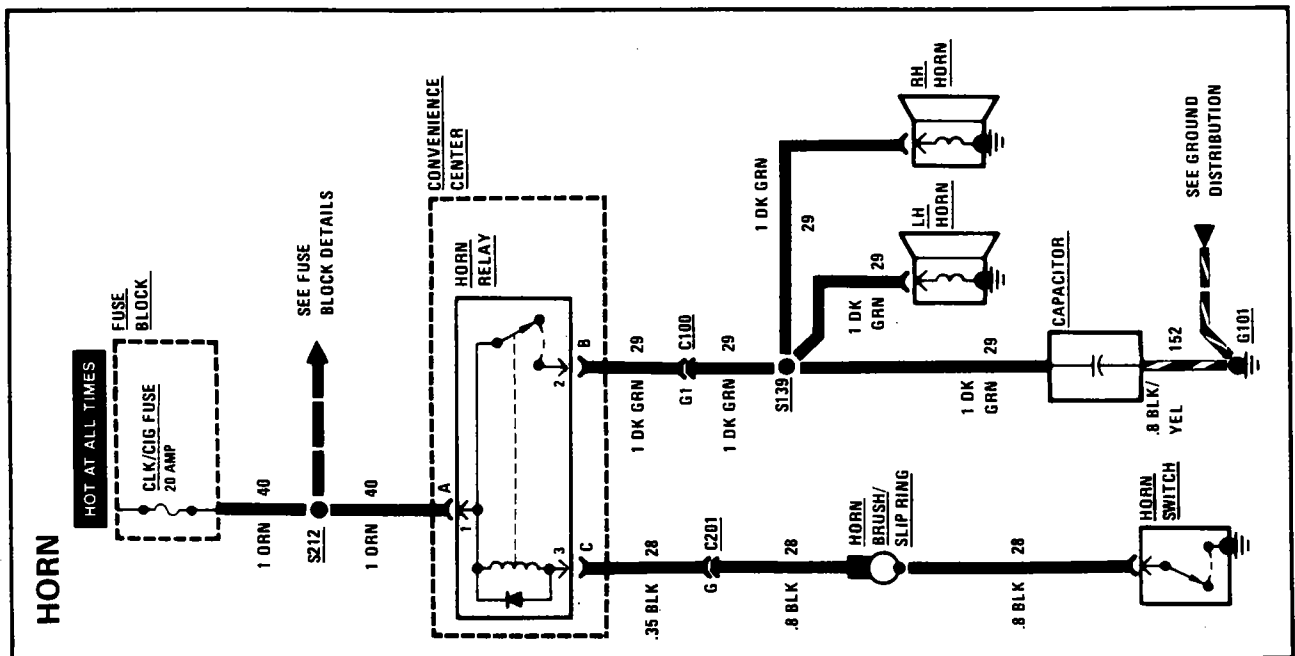 HORN
HOT AT ALL TIMES
FUSE
BLOCK
CLK/CIG FUSE
20 AMP
1 ORN
40
S212
SEE FUSE
BLOCK DETAILS
1 ORN
40
CONVENIENCE
CENTER
A
1
HORN
RELAY
3
C
2
B
.35 BLK
28
G
C201
.8 BLK
28
HORN
BRUSH/
SLIP RING
.8 BLK
28
HORN
SWITCH
1 DK GRN
29
G1
C100
1 DK GRN
29
S139
1 DK GRN
29
RH
HORN
1 DK
GRN
29
LH
HORN
1 DK
GRN
29
CAPACITOR
.8 BLK/
YEL
152
G101
SEE GROUND
DISTRIBUTION